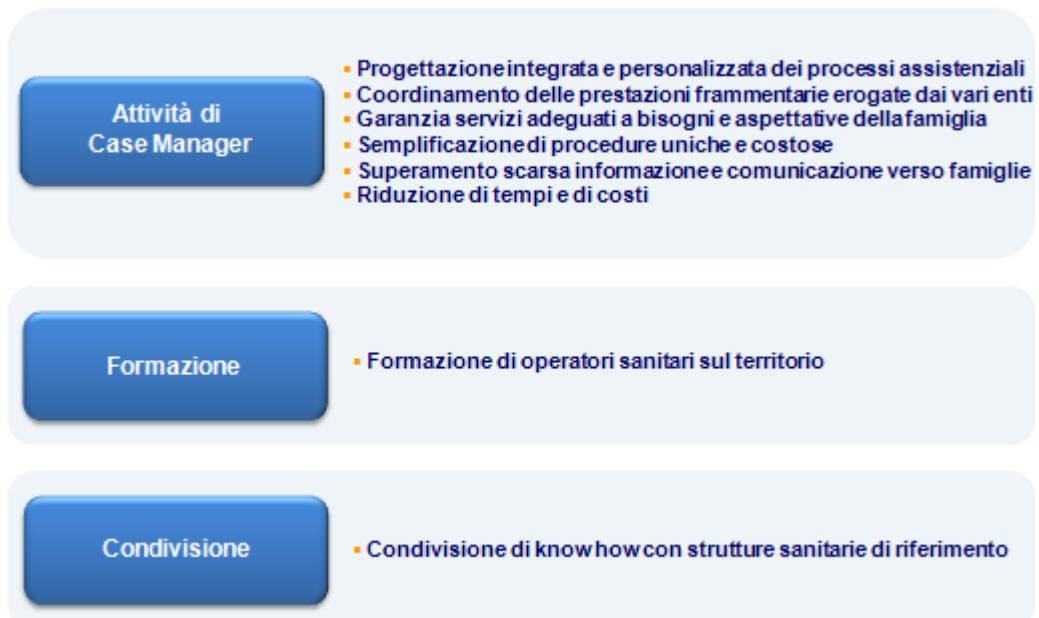 Attività di
Case Manager
▪ Progettazione integrata e personalizzata dei processi assistenziali
▪ Coordinamento delle prestazioni frammentarie erogate dai vari enti
▪ Garanzia servizi adeguati a bisogni e aspettative della famiglia
▪ Semplificazione di procedure uniche e costose
▪ Superamento scarsa informazione e comunicazione verso famiglie
▪ Riduzione di tempi e di costi
Formazione
▪ Formazione di operatori sanitari sul territorio
Condivisione
▪ Condivisione di know how con strutture sanitarie di riferimento